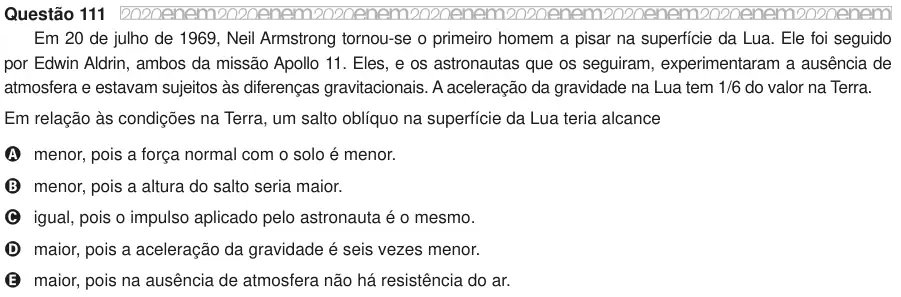 Questão 111 2020enem2020enem2020enem2020enem2020enem2020enem2020enem2020enem
Em 20 de julho de 1969, Neil Armstrong tornou-se o primeiro homem a pisar na superfície da Lua. Ele foi seguido
por Edwin Aldrin, ambos da missão Apollo 11. Eles, e os astronautas que os seguiram, experimentaram a ausência de
atmosfera e estavam sujeitos às diferenças gravitacionais. A aceleração da gravidade na Lua tem 1/6 do valor na Terra.
Em relação às condições na Terra, um salto oblíquo na superfície da Lua teria alcance
A menor, pois a força normal com o solo é menor.
B menor, pois a altura do salto seria maior.
C igual, pois o impulso aplicado pelo astronauta é o mesmo.
D maior, pois a aceleração da gravidade é seis vezes menor.
E maior, pois na ausência de atmosfera não há resistência do ar.